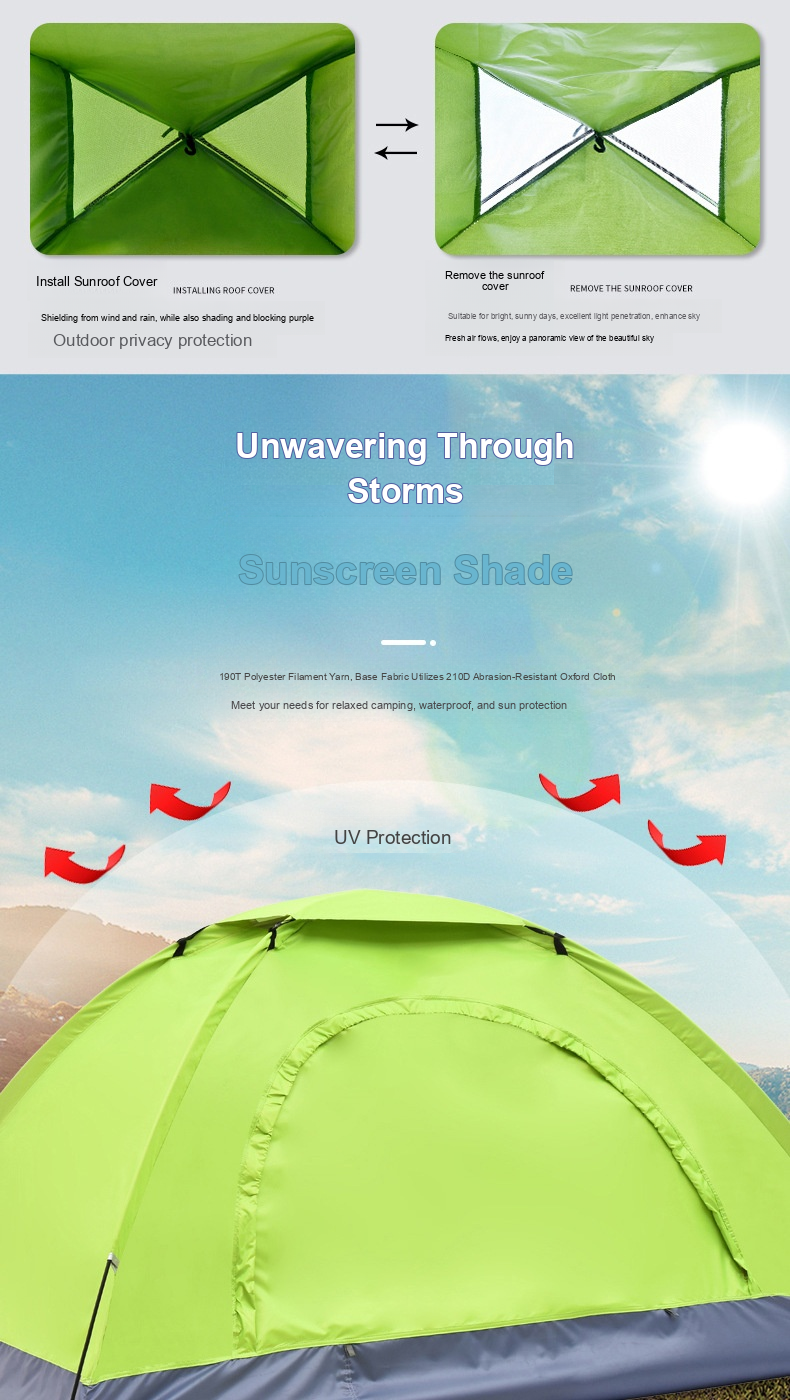 Install Sunroof Cover
INSTALLING ROOF COVER
Shielding from wind and rain, while also shading and blocking purple
Outdoor privacy protection
Remove the sunroof
cover
REMOVE THE SUNROOF COVER
Suitable for bright, sunny days, excellent light penetration, enhance sky
Fresh air flows, enjoy a panoramic view of the beautiful sky
Unwavering Through
Storms
Sunscreen Shade
190T Polyester Filament Yarn, Base Fabric Utilizes 210D Abrasion-Resistant Oxford Cloth
Meet your needs for relaxed camping, waterproof, and sun protection
UV Protection